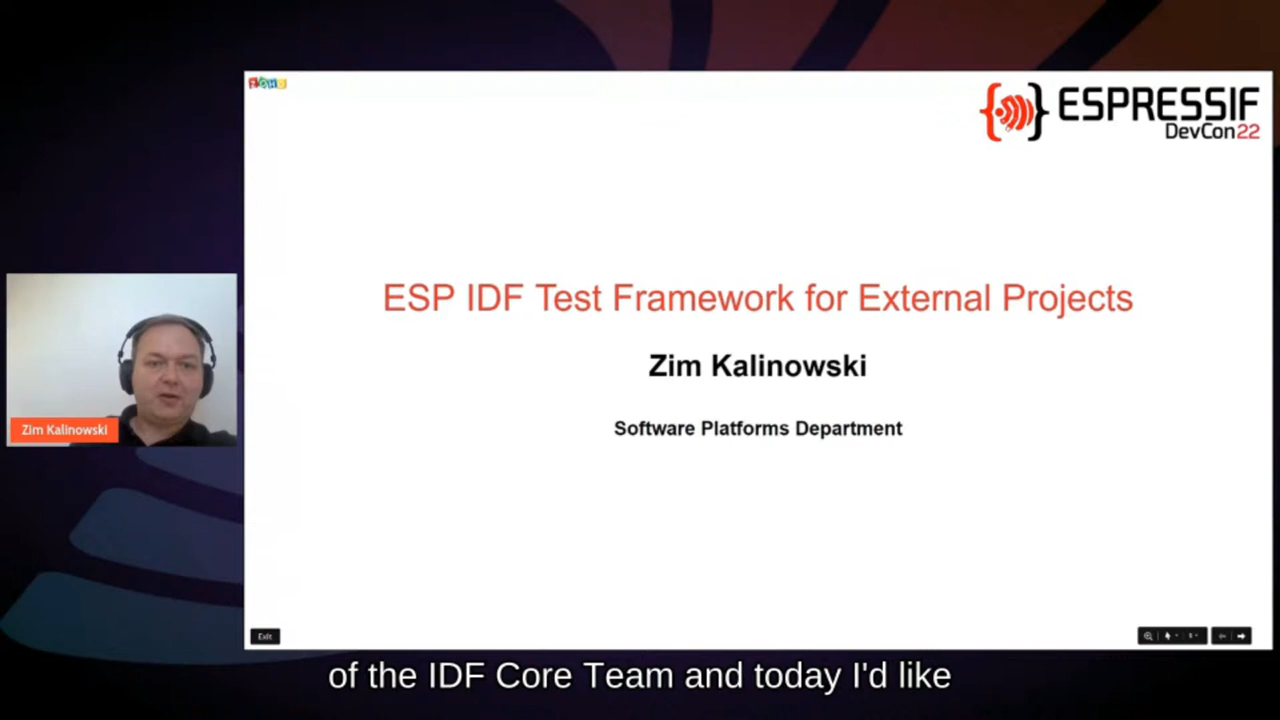 ZOHO
ESPRESSIF
DevCon22
ESP IDF Test Framework for External Projects
Zim Kalinowski
Software Platforms Department
Zim Kalinowski
Exit
of the IDF Core Team and today I'd like